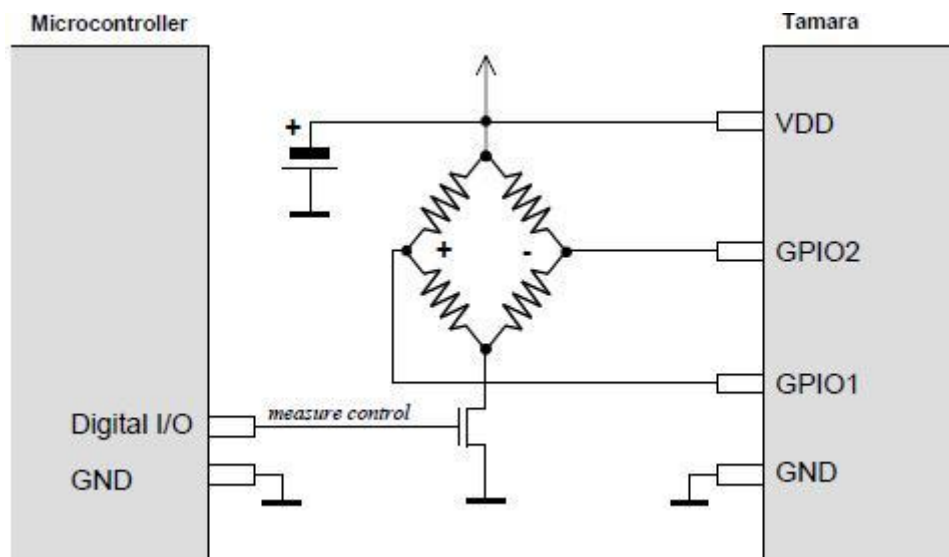 Microcontroller
Tamara
+
VDD
+ -
GPIO2
GPIO1
measure control
Digital I/O
GND
GND